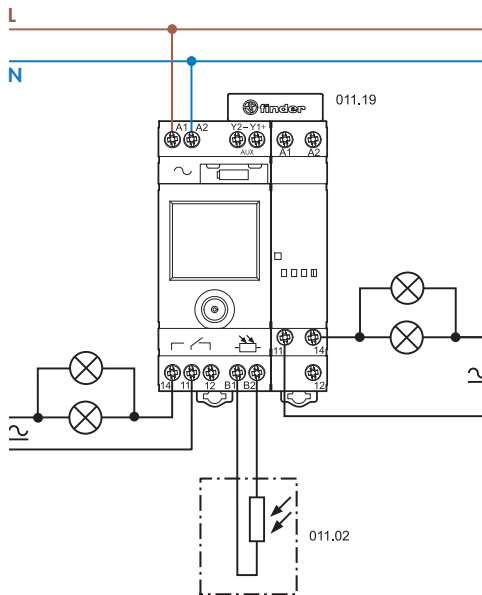 L
N
finder
011.19
A1 A2 Y2- Y1+
AUX
A1 A2
11 14
12
14 11 12 B1 B2
011.02